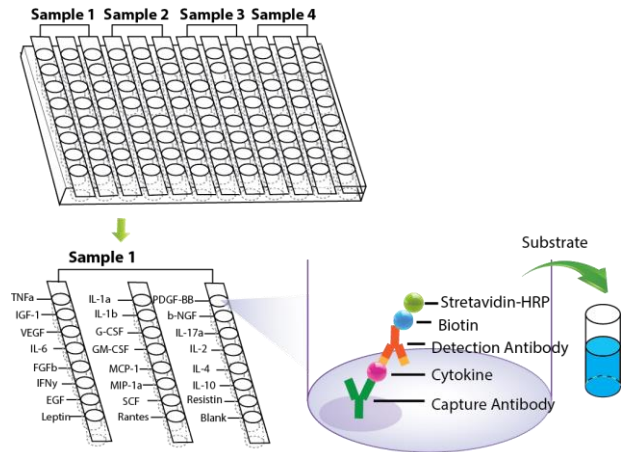 Sample 1 Sample 2 Sample 3 Sample 4
Sample 1
TNFa
IGF-1
VEGF
IL-6
FGFb
IFNy
EGF
Leptin
IL-1a
IL-1b
G-CSF
GM-CSF
MCP-1
MIP-1a
SCF
Rantes
PDGF-BB
b-NGF
IL-17a
IL-2
IL-4
IL-10
Resistin
Blank
Substrate
Stretavidin-HRP
Biotin
Detection Antibody
Cytokine
Capture Antibody